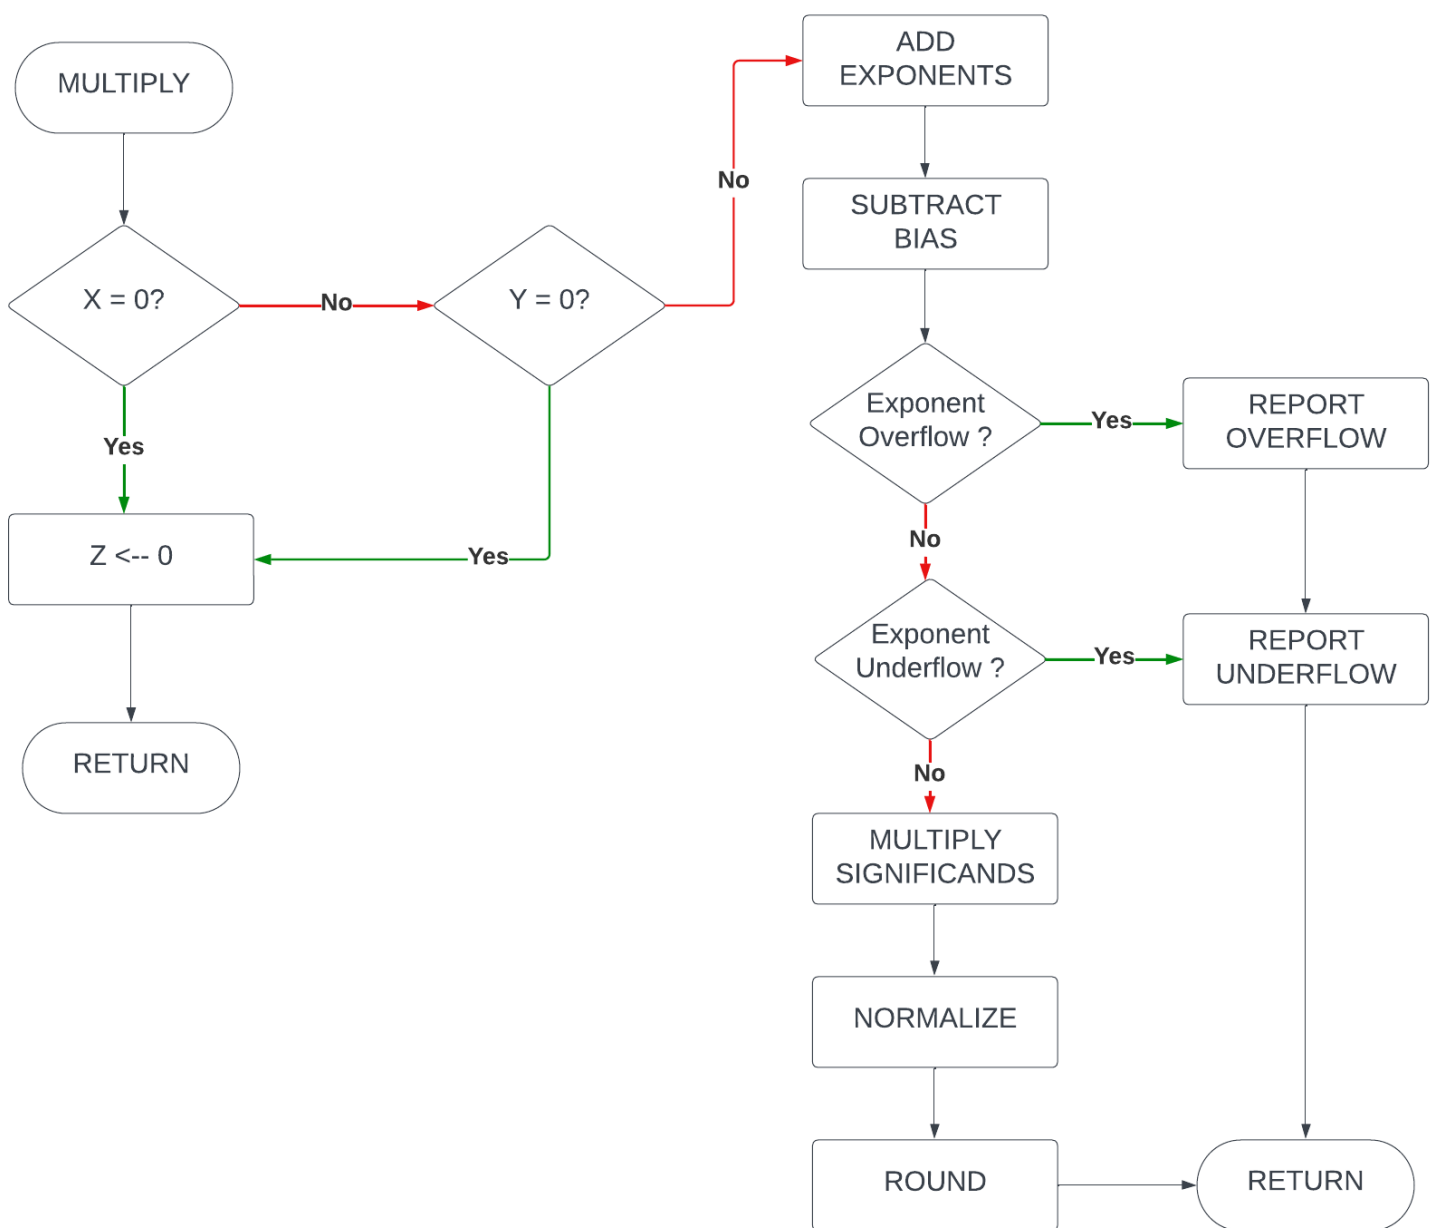 MULTIPLY
X = 0?
No
Y = 0?
No
Yes
Z <-- 0
Yes
RETURN
ADD
EXPONENTS
SUBTRACT
BIAS
Exponent
Overflow ?
Yes
REPORT
OVERFLOW
No
Exponent
Underflow ?
Yes
REPORT
UNDERFLOW
No
MULTIPLY
SIGNIFICANDS
NORMALIZE
ROUND
RETURN